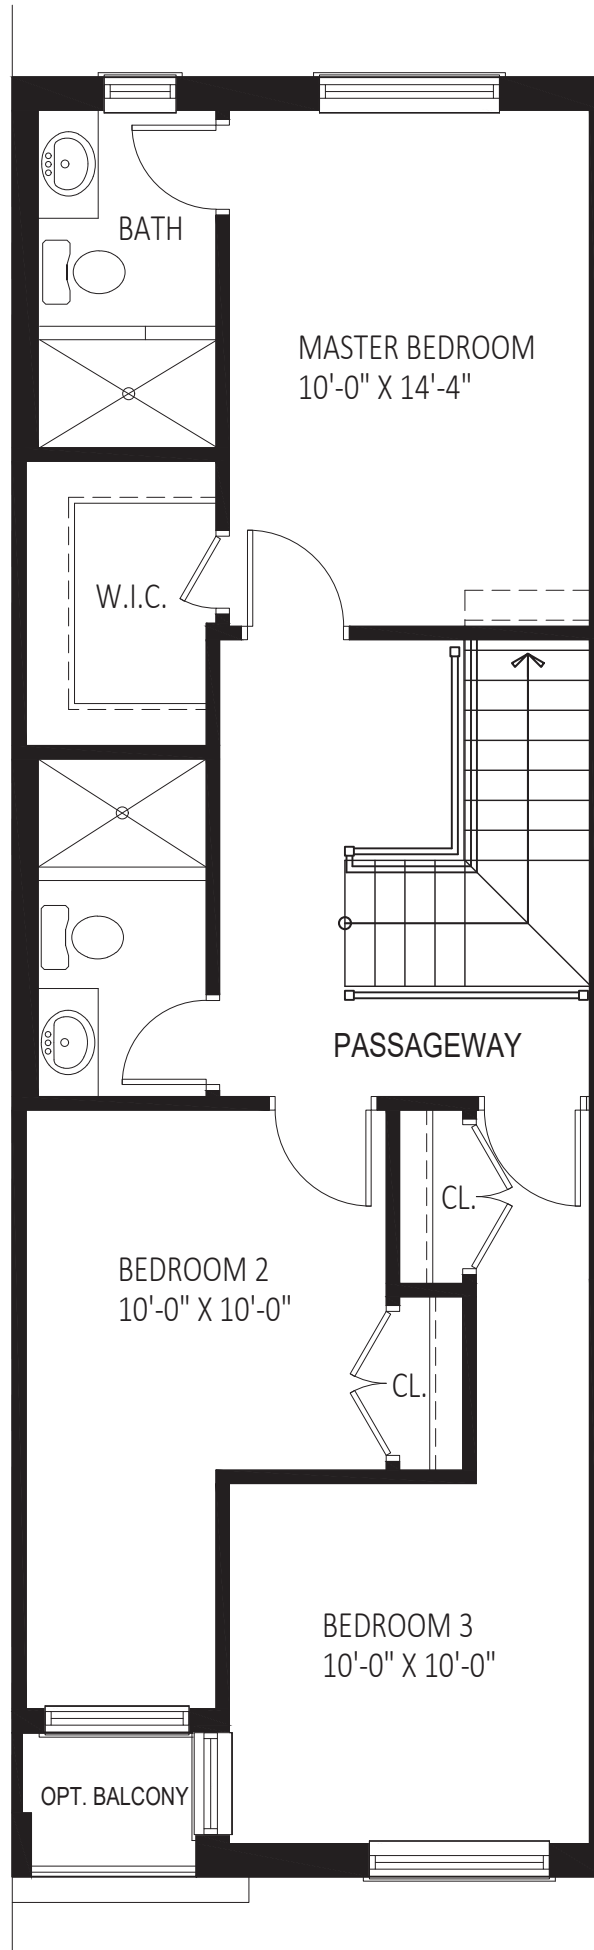 BATH
MASTER BEDROOM
10'-0" X 14'-4"
W.I.C.
PASSAGEWAY
CL.
BEDROOM 2
10'-0" X 10'-0"
CL.
BEDROOM 3
10'-0" X 10'-0"
OPT. BALCONY